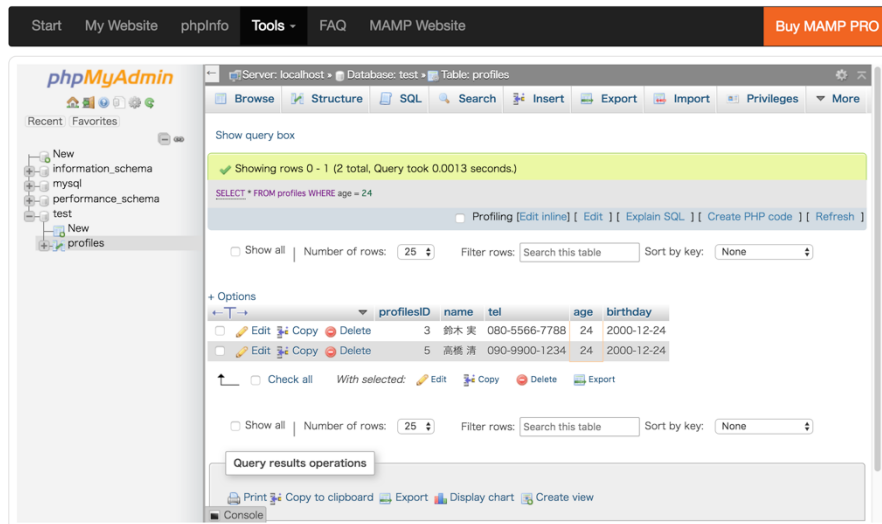 Start My Website phpInfo Tools FAQ MAMP Website Buy MAMP PRO
phpMyAdmin
Recent Favorites
New
information_schema
mysql
performance_schema
test
New
profiles
Server: localhost » Database: test » Table: profiles
Browse Structure SQL Search Insert Export Import Privileges More
Show query box
Showing rows 0 - 1 (2 total, Query took 0.0013 seconds.)
SELECT * FROM profiles WHERE age = 24
Profiling [Edit inline] [ Edit ] [ Explain SQL ] [ Create PHP code ] [ Refresh ]
Show all | Number of rows: 25 Filter rows: Search this table Sort by key: None
+ Options
←T→ profilesID name tel age birthday
Edit Copy Delete 3 鈴木 実 080-5566-7788 24 2000-12-24
Edit Copy Delete 5 高橋 清 090-9900-1234 24 2000-12-24
Check all With selected: Edit Copy Delete Export
Show all | Number of rows: 25 Filter rows: Search this table Sort by key: None
Query results operations
Print Copy to clipboard Export Display chart Create view
Console